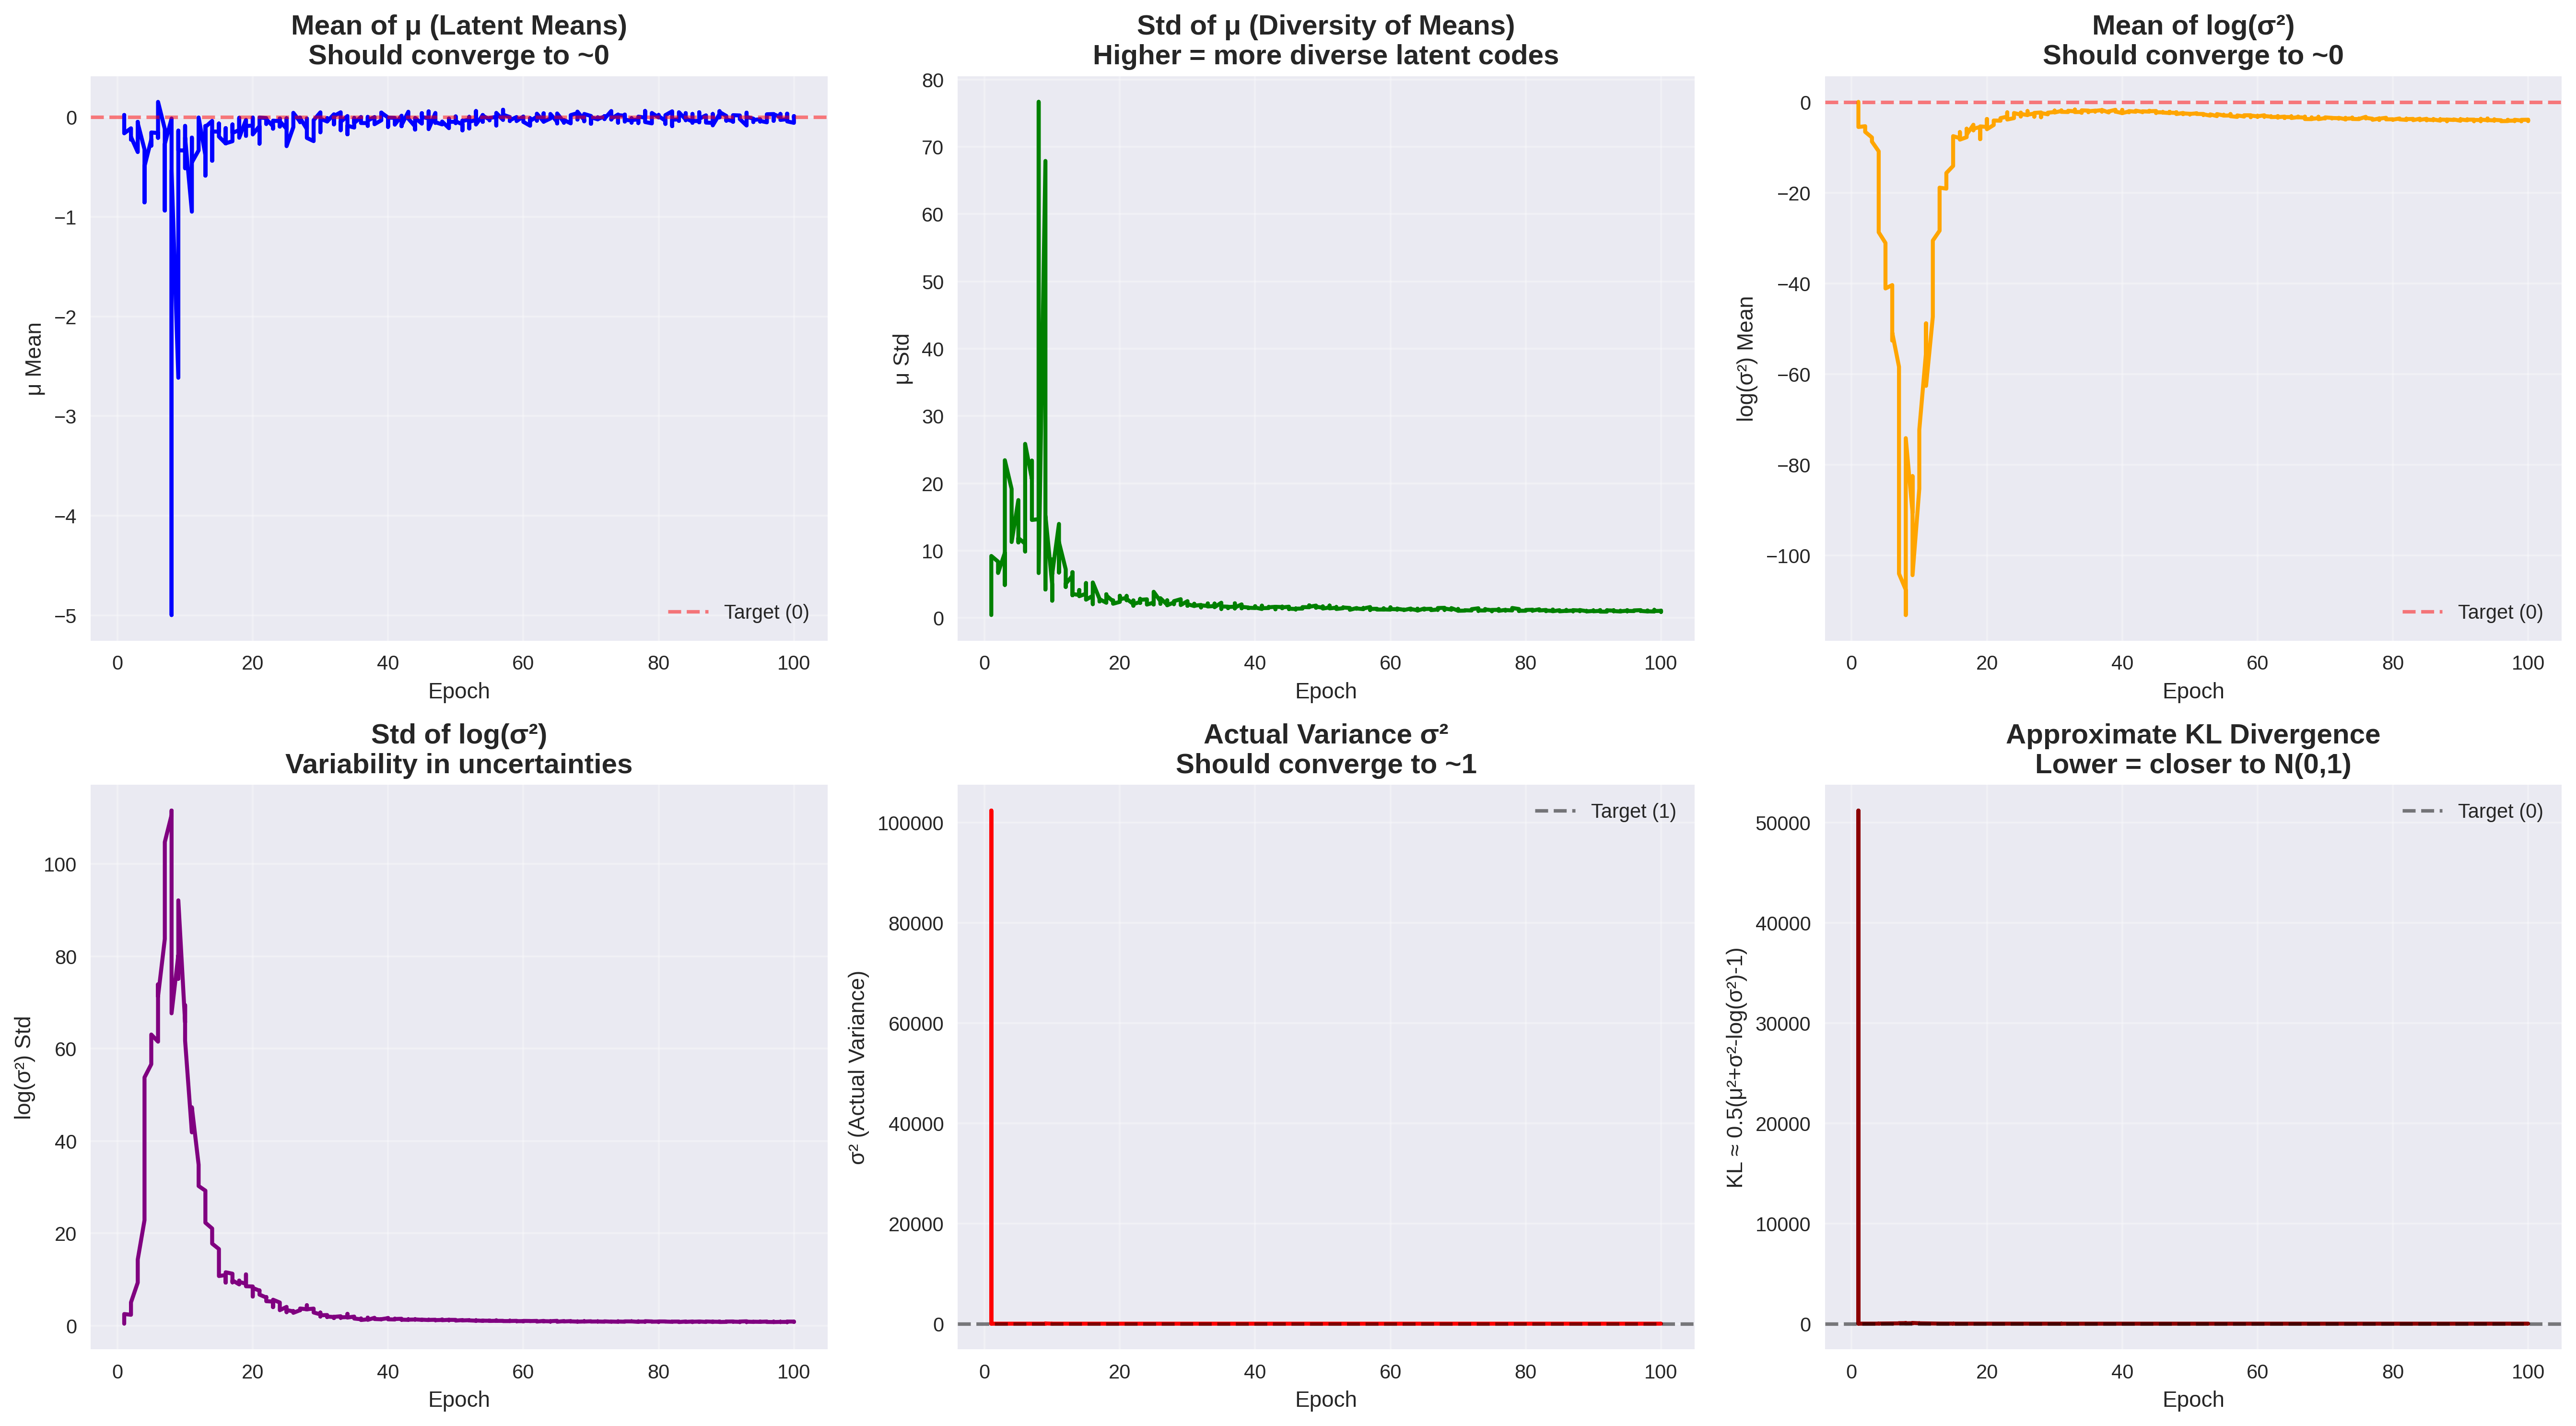 Mean of μ (Latent Means)
Should converge to ~0
0
−1
−2
−3
−4
−5
μ Mean
Target (0)
0
20
40
60
80
100
Epoch
Std of μ (Diversity of Means)
Higher = more diverse latent codes
80
70
60
50
40
30
20
10
0
μ Std
0
20
40
60
80
100
Epoch
Mean of log(σ²)
Should converge to ~0
0
−20
−40
−60
−80
−100
log(σ²) Mean
Target (0)
0
20
40
60
80
100
Epoch
Std of log(σ²)
Variability in uncertainties
100
80
60
40
20
0
log(σ²) Std
0
20
40
60
80
100
Epoch
Actual Variance σ²
Should converge to ~1
100000
80000
60000
40000
20000
0
σ² (Actual Variance)
Target (1)
0
20
40
60
80
100
Epoch
Approximate KL Divergence
Lower = closer to N(0,1)
50000
40000
30000
20000
10000
0
KL ≈ 0.5(μ²+σ²-log(σ²)-1)
Target (0)
0
20
40
60
80
100
Epoch